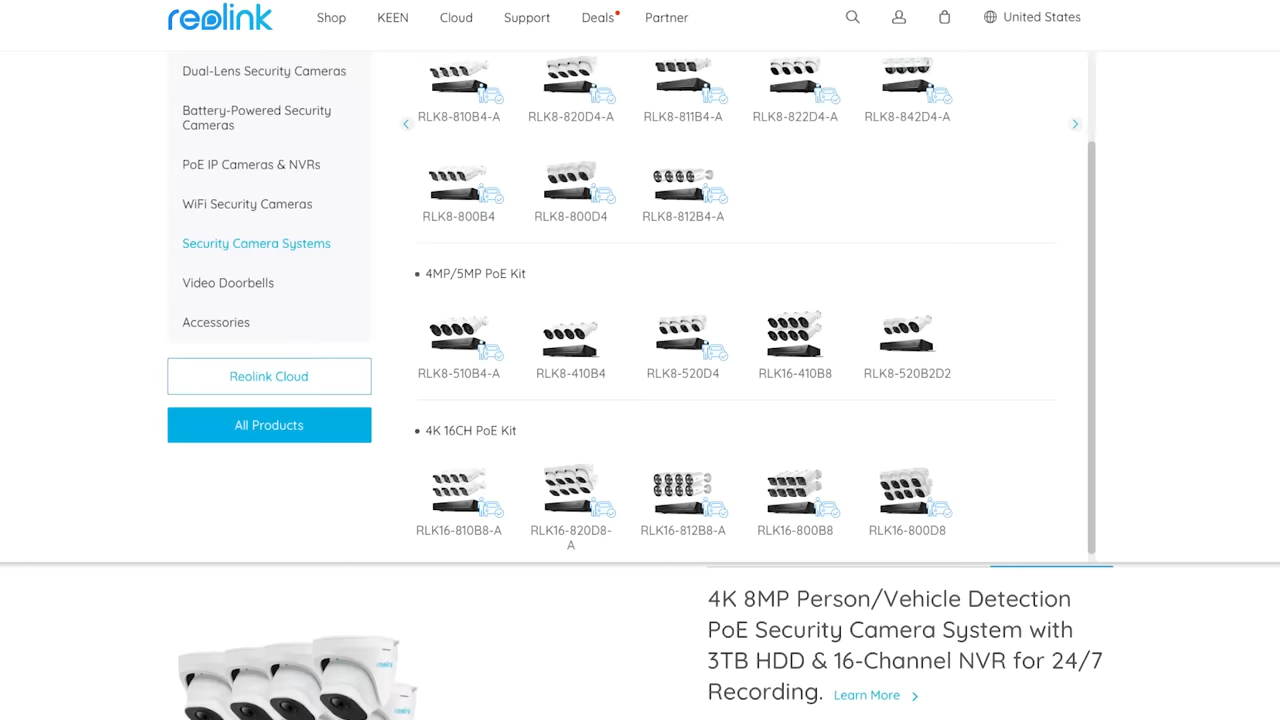 reolink
Shop
KEEN
Cloud
Support
Deals
Partner
United States
Dual-Lens Security Cameras
Battery-Powered Security
Cameras
PoE IP Cameras & NVRs
WiFi Security Cameras
Security Camera Systems
Video Doorbells
Accessories
Reolink Cloud
All Products
RLK8-810B4-A
RLK8-820D4-A
RLK8-811B4-A
RLK8-822D4-A
RLK8-842D4-A
RLK8-800B4
RLK8-800D4
RLK8-812B4-A
4MP/5MP PoE Kit
RLK8-510B4-A
RLK8-410B4
RLK8-520D4
RLK16-410B8
RLK8-520B2D2
4K 16CH PoE Kit
RLK16-810B8-A
RLK16-820D8-
A
RLK16-812B8-A
RLK16-800B8
RLK16-800D8
4K 8MP Person/Vehicle Detection
PoE Security Camera System with
3TB HDD & 16-Channel NVR for 24/7
Recording. Learn More